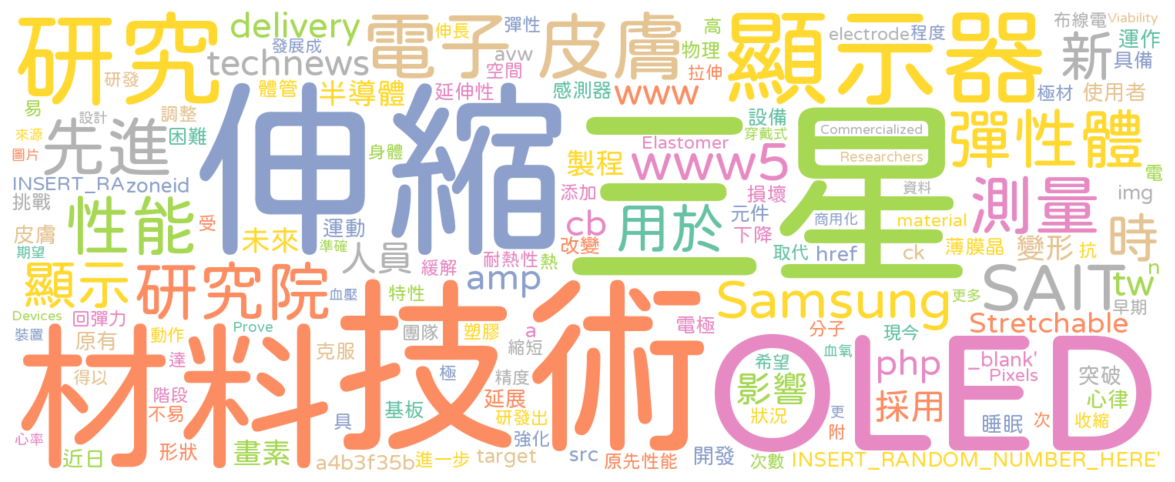 研究
delivery
technews
電子
伸長
彈性
avw
空間
皮膚
高
物理
拉伸
顯示器
electrode
程度
布線電
Viability
新
運作
具備
發展成
研發
易
體管
半導體
延伸性
感測器
www
極材
使用者
來源
設計
調整
困難
圖片
先進
身體
伸縮
三星
Elastomer
設備
穿戴式
Commercialized
Researchers
彈性體
製程
www5
電
INSERT_RA
zoneid
挑戰
性能
受
運動
添加
損壞
資料
測量
img
皮膚
期望
未來
準確
人員
cb
改變
用於
元件
下降
商用化
material
時
耐熱性
熱
緩解
amp
取代
href
薄膜晶
ck
變形
抗
顯示
研究院
血壓
特性
Samsung
更多
SAIT
tw
n
早期
Devices
回彈力
裝置
原有
動作
Prove
團隊
塑膠
a
電極
分子
現今
Stretchable
材料
技術
OLED
得以
達
克服
縮短
極
精度
希望
血氧
php
_blank'
Pixels
突破
階段
不易
具
基板
延展
研發出
影響
狀況
更
採用
睡眠
心律
次
收縮
心率
近日
形狀
畫素
a4b3f35b
進一步
target
強化
src
原先性能
開發
次數
附
INSERT_RANDOM_NUMBER_HERE'